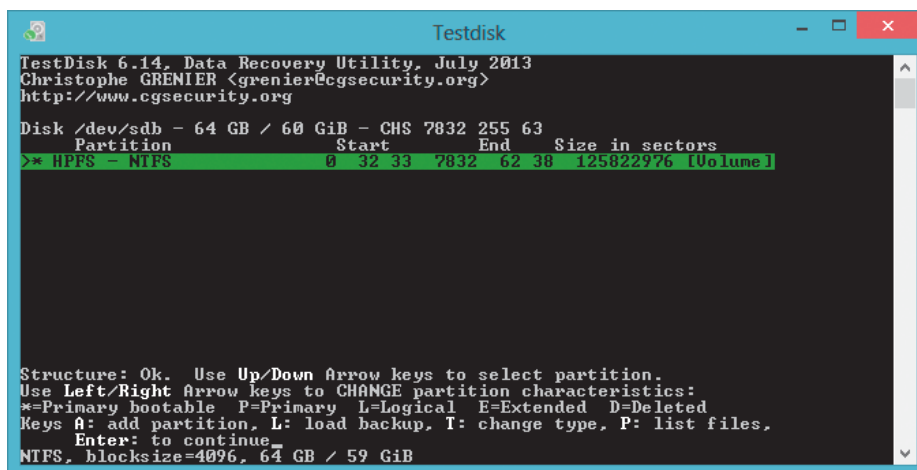 Testdisk
TestDisk 6.14, Data Recovery Utility, July 2013
Christophe GRENIER <grenier@cgsecurity.org>
http://www.cgsecurity.org
Disk /dev/sdb - 64 GB / 60 GiB - CHS 7832 255 63
Partition Start End Size in sectors
>* HPFS - NTFS 0 32 33 7832 62 38 125822976 [Volume]
Structure: Ok. Use Up/Down Arrow keys to select partition.
Use Left/Right Arrow keys to CHANGE partition characteristics:
*=Primary bootable P=Primary L=Logical E=Extended D=Deleted
Keys A: add partition, L: load backup, T: change type, P: list files,
Enter: to continue_
NTFS, blocksize=4096, 64 GB / 59 GiB